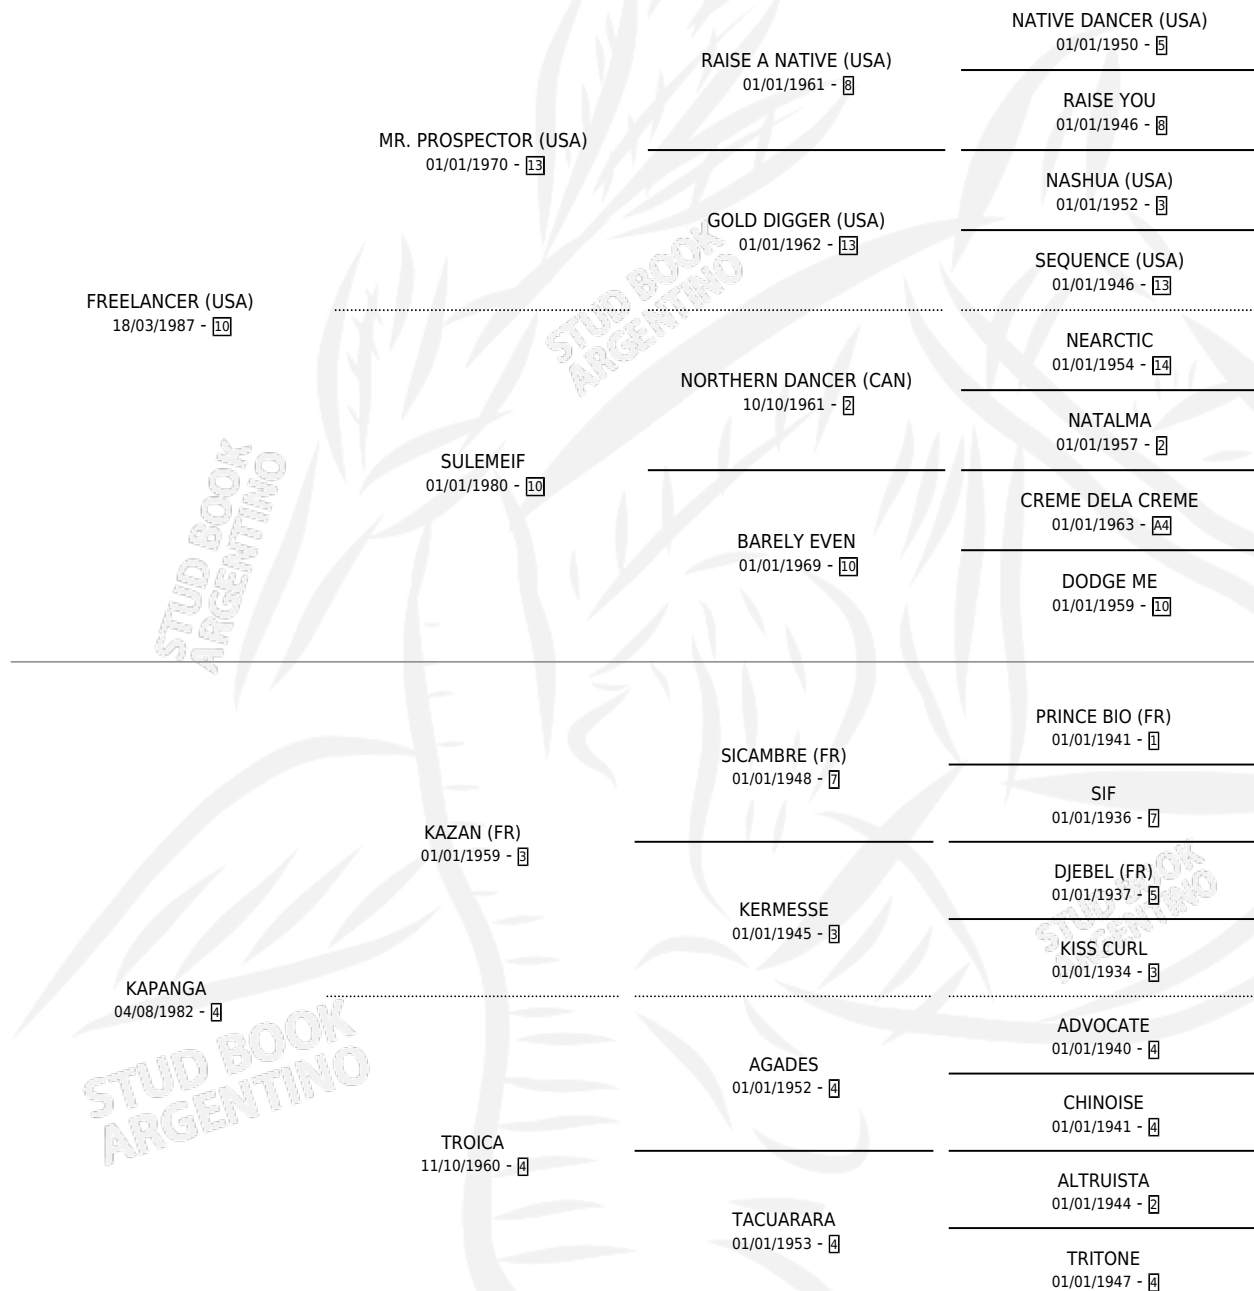 NATIVE DANCER (USA)
01/01/1950 - 5
RAISE A NATIVE (USA)
01/01/1961 - 8
RAISE YOU
01/01/1946 - 8
MR. PROSPECTOR (USA)
01/01/1970 - 13
NASHUA (USA)
01/01/1952 - 3
GOLD DIGGER (USA)
01/01/1962 - 13
SEQUENCE (USA)
01/01/1946 - 13
FREELANCER (USA)
18/03/1987 - 10
STUD BOOK
ARGENTINO
NEARCTIC
01/01/1954 - 14
NORTHERN DANCER (CAN)
10/10/1961 - 2
NATALMA
01/01/1957 - 2
SULEMEIF
01/01/1980 - 10
CREME DELA CREME
01/01/1963 - A4
BARELY EVEN
01/01/1969 - 10
DODGE ME
01/01/1959 - 10
STUD BOOK
ARGENTINO
PRINCE BIO (FR)
01/01/1941 - 1
SICAMBRE (FR)
01/01/1948 - 7
SIF
01/01/1936 - 7
KAZAN (FR)
01/01/1959 - 3
DJEBEL (FR)
01/01/1937 - 5
KERMESSE
01/01/1945 - 3
KISS CURL
01/01/1934 - 3
STUD BOOK
ARGENTINO
KAPANGA
04/08/1982 - 4
ADVOCATE
01/01/1940 - 4
AGADES
01/01/1952 - 4
CHINOISE
01/01/1941 - 4
STUD BOOK
ARGENTINO
TROICA
11/10/1960 - 4
ALTRUISTA
01/01/1944 - 2
TACUARARA
01/01/1953 - 4
TRITONE
01/01/1947 - 4